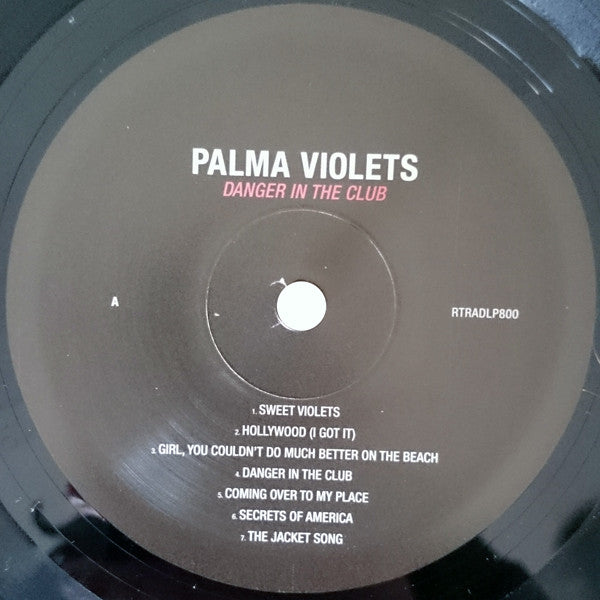 PALMA VIOLETS
DANGER IN THE CLUB
A
RTRADLP800
1. SWEET VIOLETS
2. HOLLYWOOD (I GOT IT)
3. GIRL, YOU COULDN'T DO MUCH BETTER ON THE BEACH
4. DANGER IN THE CLUB
5. COMING OVER TO MY PLACE
6. SECRETS OF AMERICA
7. THE JACKET SONG